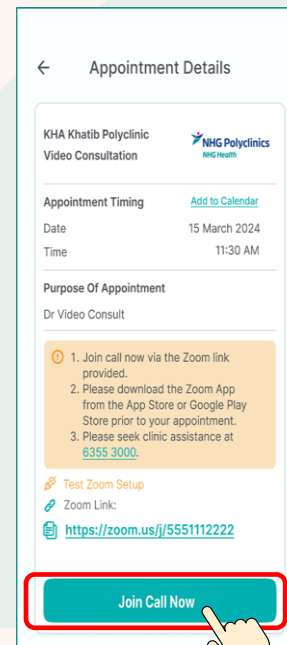 Appointment Details
KHA Khatib Polyclinic
Video Consultation
NHG Polyclinics
NHG Health
Appointment Timing Add to Calendar
Date 15 March 2024
Time 11:30 AM
Purpose Of Appointment
Dr Video Consult
1. Join call now via the Zoom link
provided.
2. Please download the Zoom App
from the App Store or Google Play
Store prior to your appointment.
3. Please seek clinic assistance at
6355 3000.
Test Zoom Setup
Zoom Link:
https://zoom.us/j/5551112222
Join Call Now